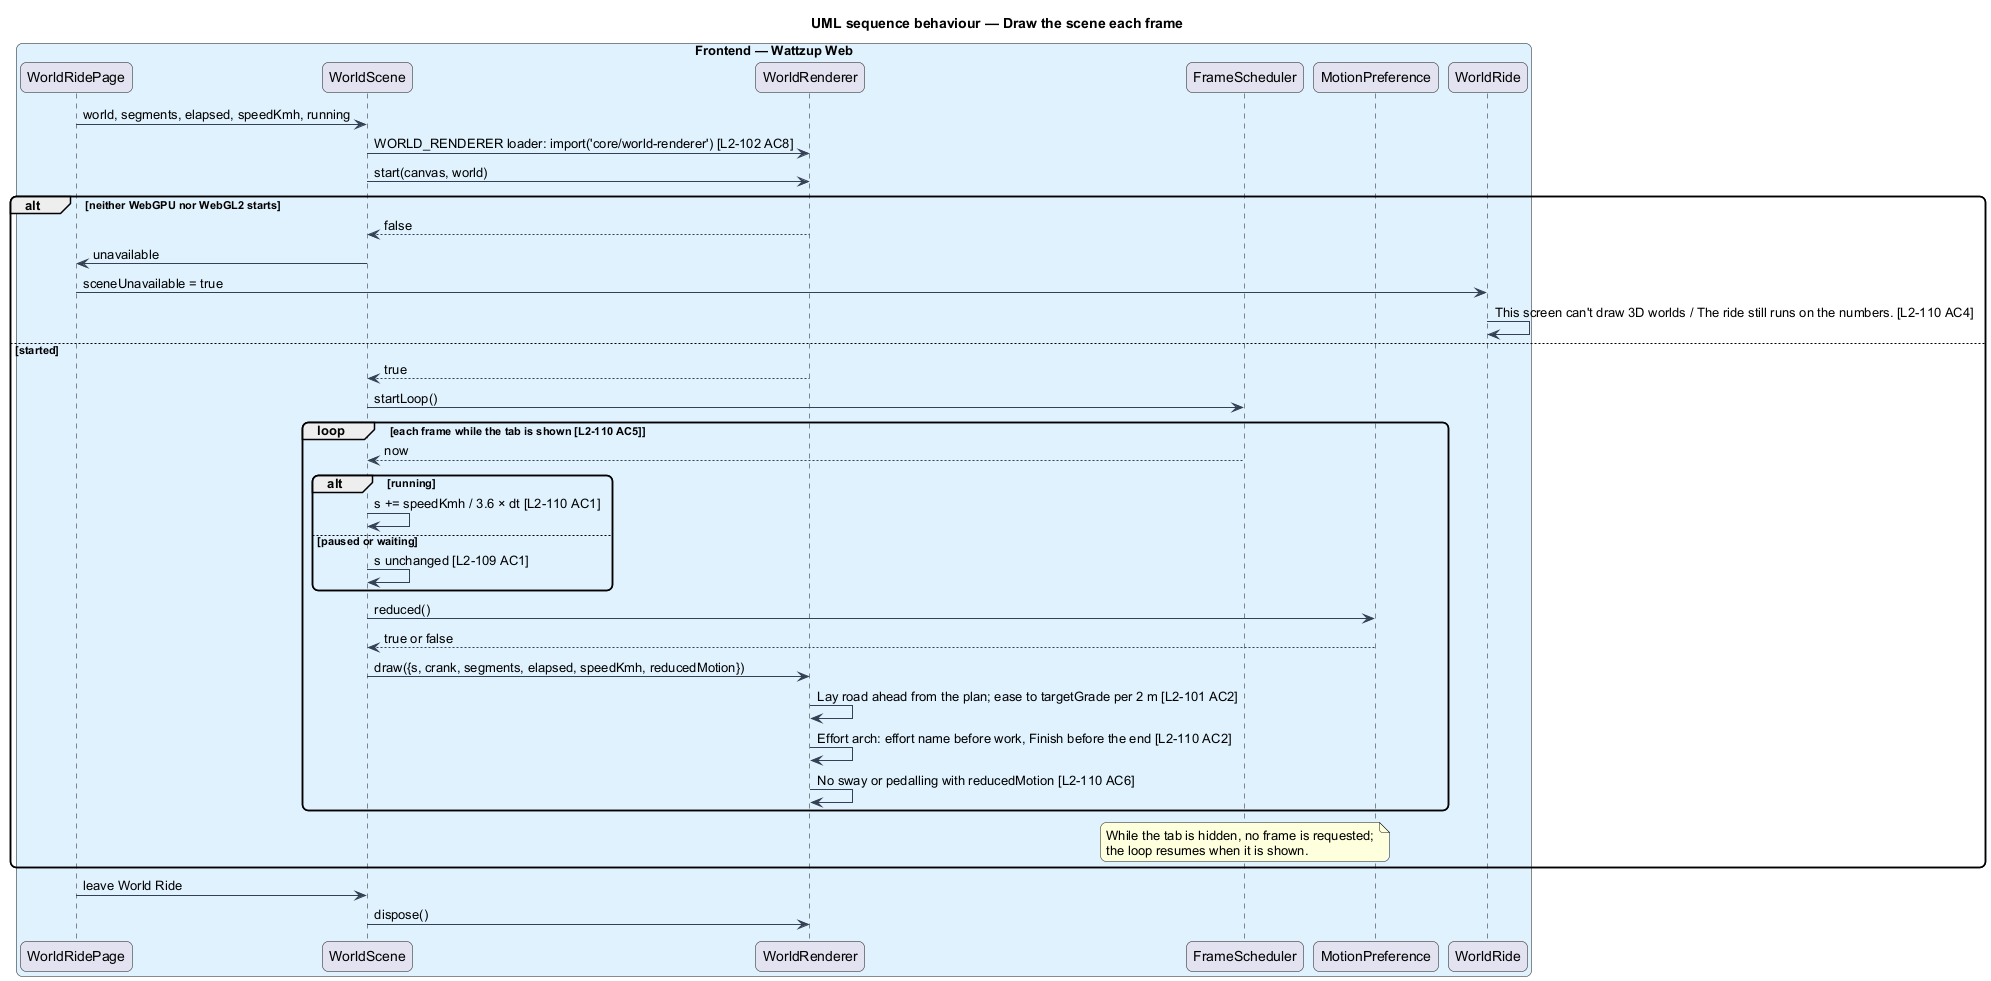 UML sequence behaviour — Draw the scene each frame
Frontend — Wattzup Web
WorldRidePage
WorldScene
WorldRenderer
FrameScheduler
MotionPreference
WorldRide
world, segments, elapsed, speedKmh, running
WORLD_RENDERER loader: import('core/world-renderer') [L2-102 AC8]
start(canvas, world)
alt
[neither WebGPU nor WebGL2 starts]
false
unavailable
sceneUnavailable = true
This screen can't draw 3D worlds / The ride still runs on the numbers. [L2-110 AC4]
[started]
true
startLoop()
loop
[each frame while the tab is shown [L2-110 AC5]]
now
alt
[running]
s += speedKmh / 3.6 × dt [L2-110 AC1]
[paused or waiting]
s unchanged [L2-109 AC1]
reduced()
true or false
draw({s, crank, segments, elapsed, speedKmh, reducedMotion})
Lay road ahead from the plan; ease to targetGrade per 2 m [L2-101 AC2]
Effort arch: effort name before work, Finish before the end [L2-110 AC2]
No sway or pedalling with reducedMotion [L2-110 AC6]
While the tab is hidden, no frame is requested;
the loop resumes when it is shown.
leave World Ride
dispose()
WorldRidePage
WorldScene
WorldRenderer
FrameScheduler
MotionPreference
WorldRide